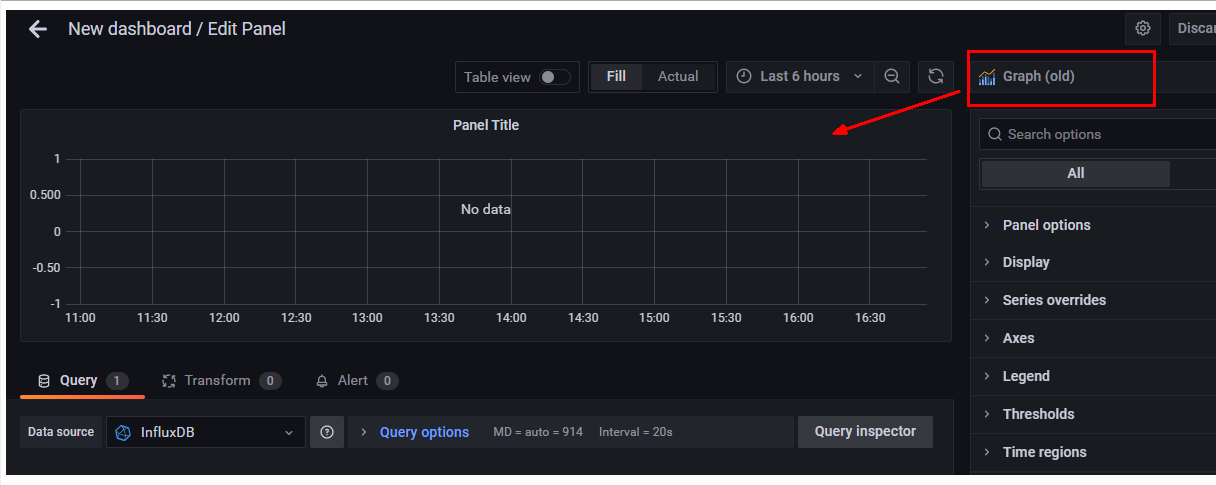 New dashboard / Edit Panel
Discar
Table view
Fill
Actual
Last 6 hours
Graph (old)
Panel Title
Search options
All
1
0.500
0
-0.50
-1
No data
11:00 11:30 12:00 12:30 13:00 13:30 14:00 14:30 15:00 15:30 16:00 16:30
Panel options
Display
Series overrides
Axes
Legend
Thresholds
Time regions
Query 1
Transform 0
Alert 0
Data source
InfluxDB
Query options
MD = auto = 914
Interval = 20s
Query inspector